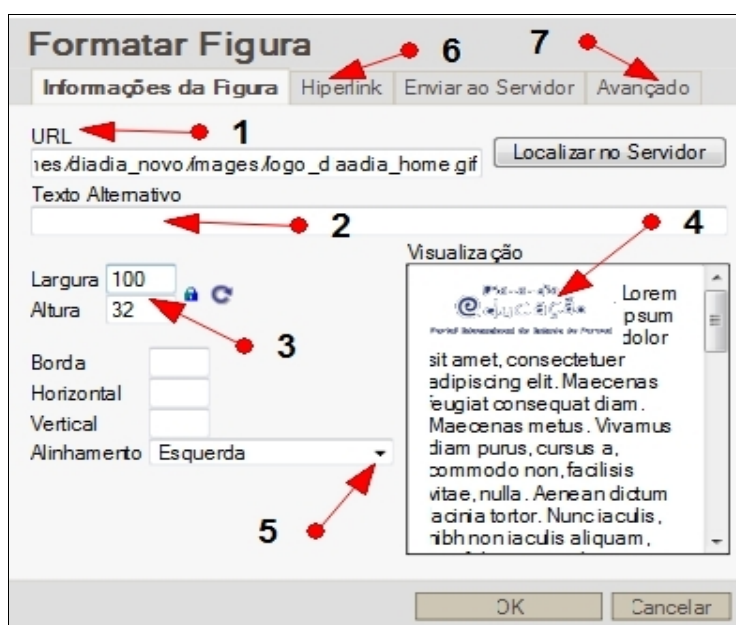 Formatar Figura
6
7
Informações da Figura Hiperlink Enviar ao Servidor Avançado
URL
1
nes/diadia_novo/images/logo_d aadia_home.gif Localizar no Servidor
Texto Alternativo
2
4
Visualização
Largura 100
Altura 32
3
Lorem
psum
dolor
sit amet, consectetuer
adipiscing elit. Maecenas
feugiat consequat diam.
Maecenas metus. Vivamus
diam purus, cursus a,
commodo non, facilisis
vitae, nulla. Aenean dictum
acinia tortor. Nunc iaculis,
nibh non iaculis aliquam,
Borda
Horizontal
Vertical
Alinhamento Esquerda
5
OK Cancelar